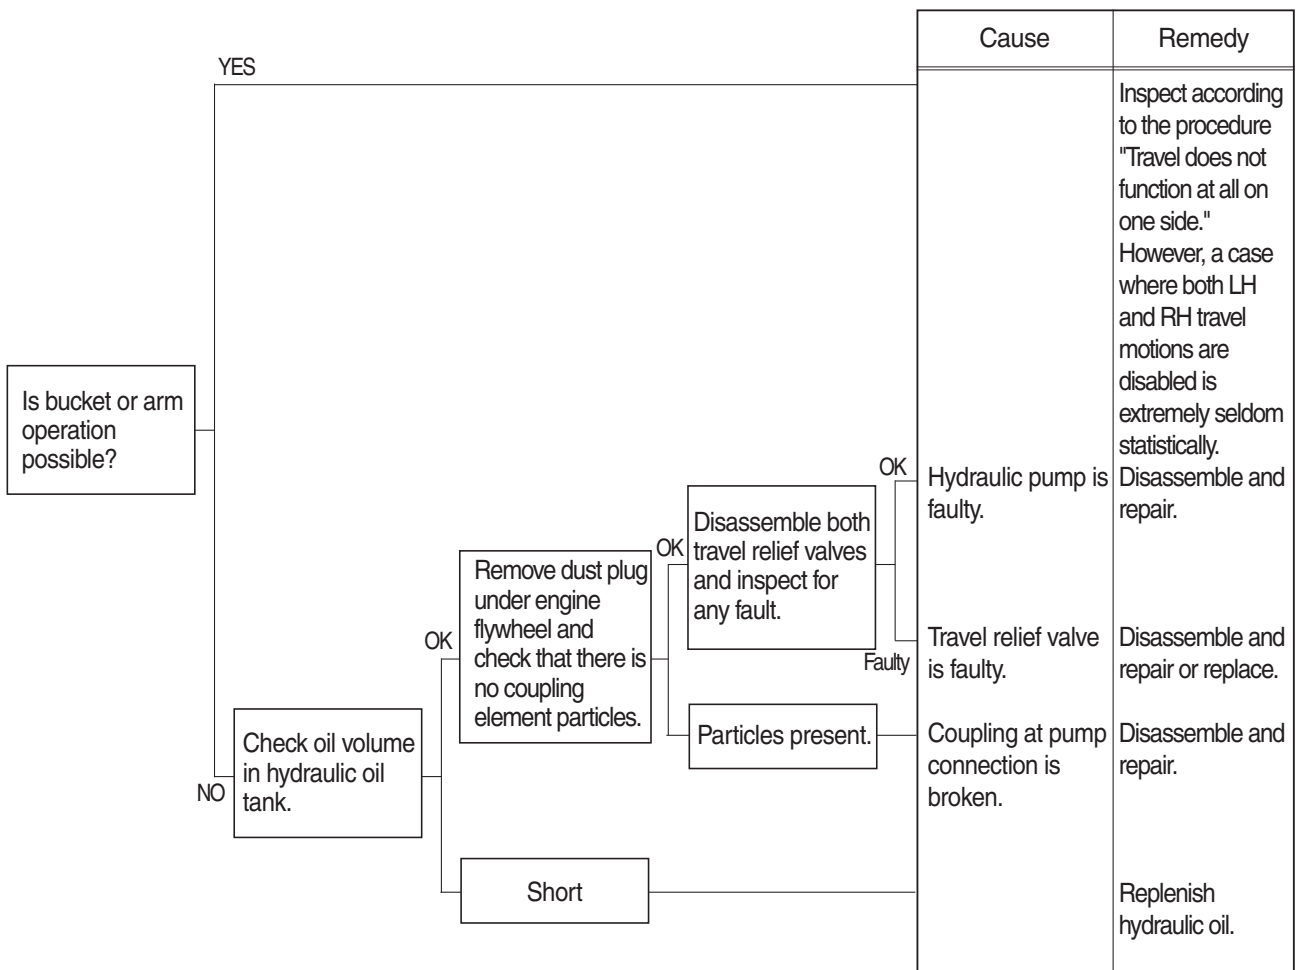 Cause
Remedy
YES
Inspect according
to the procedure
"Travel does not
function at all on
one side."
However, a case
where both LH
and RH travel
motions are
disabled is
extremely seldom
statistically.
Is bucket or arm
operation
possible?
OK
Hydraulic pump is
faulty.
Disassemble and
repair.
Disassemble both
travel relief valves
and inspect for
any fault.
OK
Remove dust plug
under engine
flywheel and
check that there is
no coupling
element particles.
OK
Faulty
Travel relief valve
is faulty.
Disassemble and
repair or replace.
Particles present.
Coupling at pump
connection is
broken.
Disassemble and
repair.
Check oil volume
in hydraulic oil
tank.
NO
Short
Replenish
hydraulic oil.